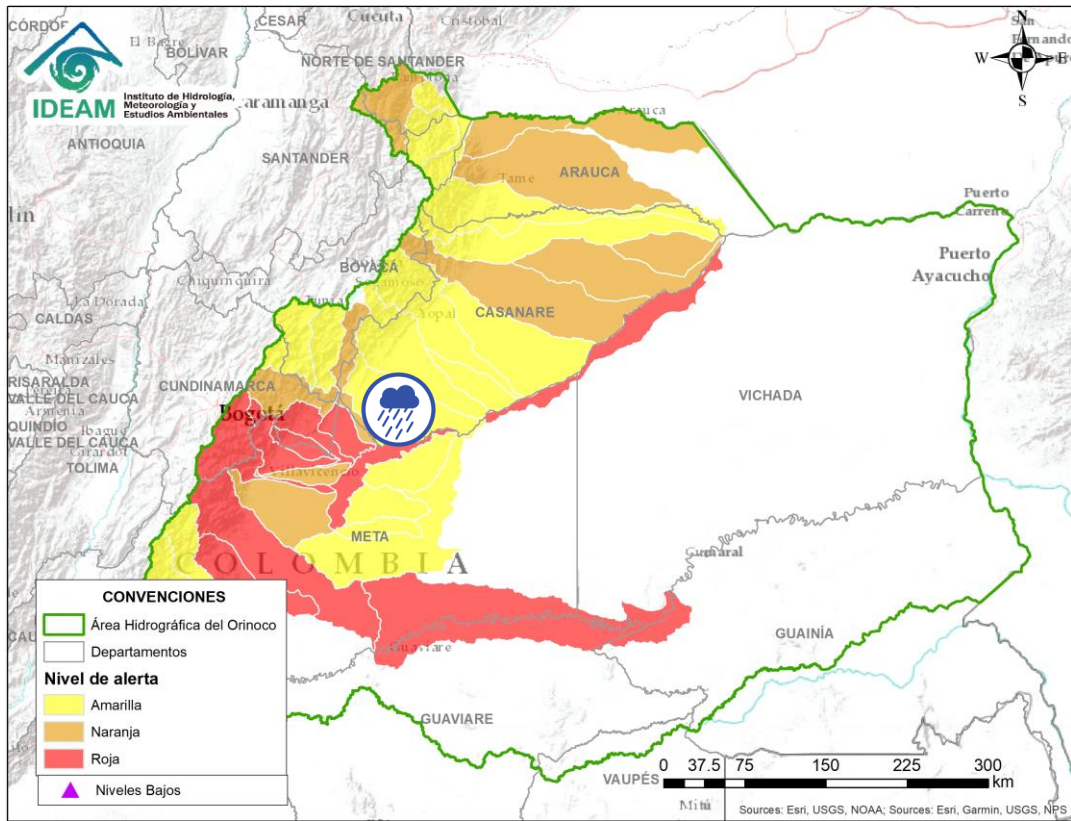 CÓRDO
CESAR
Cucuta
Cristobal
N
W
E
S
San
Fernando
El Bagre
BOLÍVAR
NORTE DE SANTANDER
IDEAM
Instituto de Hidrología,
Meteorología y
Estudios Ambientales
aramanga
Arauca
ANTIOQUIA
SANTANDER
Tame
ARAUCA
Puerto
Carreño
Puerto
Ayacucho
BOYACÁ
Chiquinquira
La Dorada
Yopal
CASANARE
CALDAS
Manizales
RISARALDA
CUNDINAMARCA
VICHADA
VALLE DEL CAUCA
Armenia
Bogotá
QUINDÍO
Ibague
VALLE DEL CAUCA
Girardot
TOLIMA
Villavicencio
META
COLOMBIA
CONVENCIONES
Área Hidrográfica del Orinoco
Departamentos
Nivel de alerta
Amarilla
Naranja
Roja
Niveles Bajos
GUAINÍA
GUAVIARE
VAUPÉS
Mitú
0 37.5 75 150 225 300
km
Sources: Esri, USGS, NOAA; Sources: Esri, Garmin, USGS, NPS